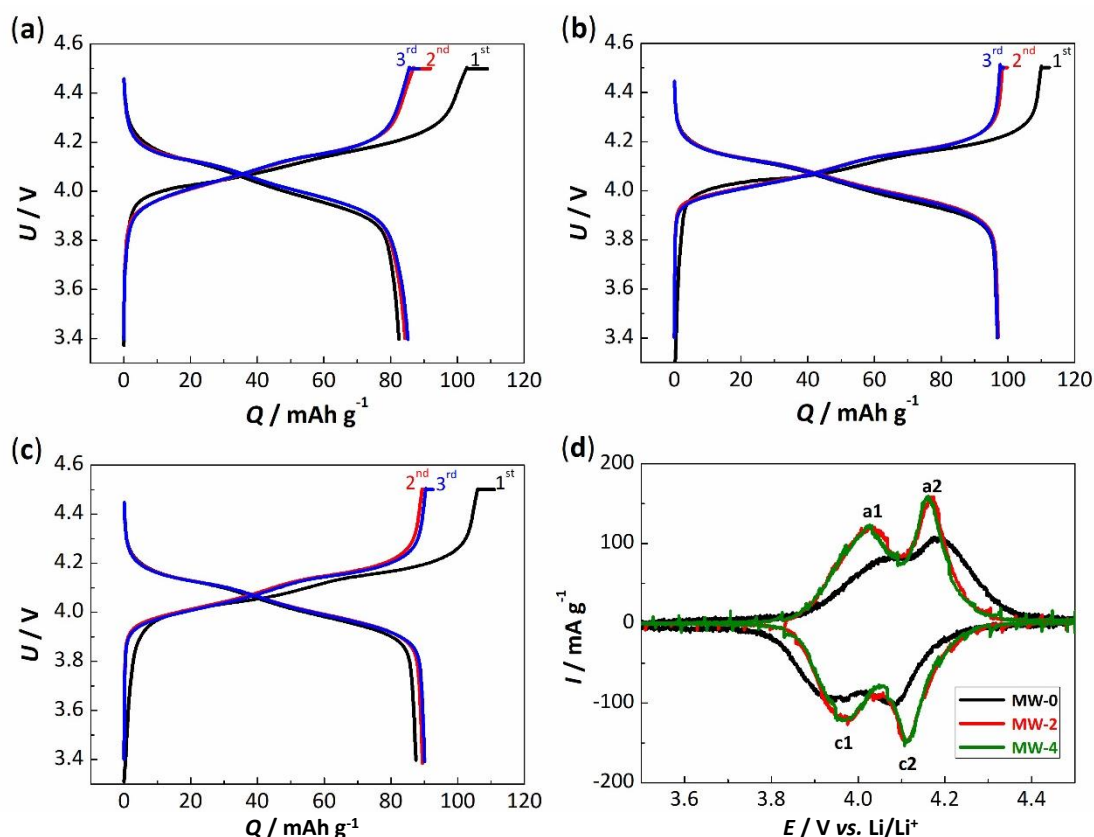 (a)
4.6
4.4
4.2
4.0
3.8
3.6
3.4
U / V
3rd 2nd 1st
0 20 40 60 80 100 120
Q / mAh g-1
(b)
4.6
4.4
4.2
4.0
3.8
3.6
3.4
U / V
3rd 2nd 1st
0 20 40 60 80 100 120
Q / mAh g-1
(c)
4.6
4.4
4.2
4.0
3.8
3.6
3.4
U / V
2nd 3rd 1st
0 20 40 60 80 100 120
Q / mAh g-1
(d)
200
100
0
-100
-200
I / mA g-1
a1
a2
c1
c2
MW-0
MW-2
MW-4
3.6 3.8 4.0 4.2 4.4
E / V vs. Li/Li+